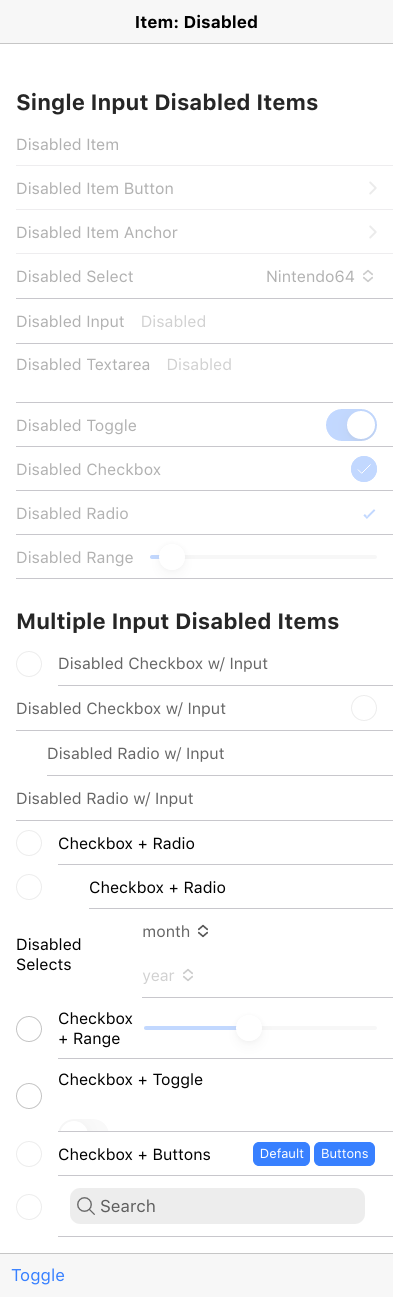 Item: Disabled
Single Input Disabled Items
Disabled Item
Disabled Item Button
Disabled Item Anchor
Disabled Select Nintendo64
Disabled Input Disabled
Disabled Textarea Disabled
Disabled Toggle
Disabled Checkbox
Disabled Radio
Disabled Range
Multiple Input Disabled Items
Disabled Checkbox w/ Input
Disabled Checkbox w/ Input
Disabled Radio w/ Input
Disabled Radio w/ Input
Checkbox + Radio
Checkbox + Radio
Disabled
Selects
month
year
Checkbox
+ Range
Checkbox + Toggle
Checkbox + Buttons Default Buttons
Search
Toggle